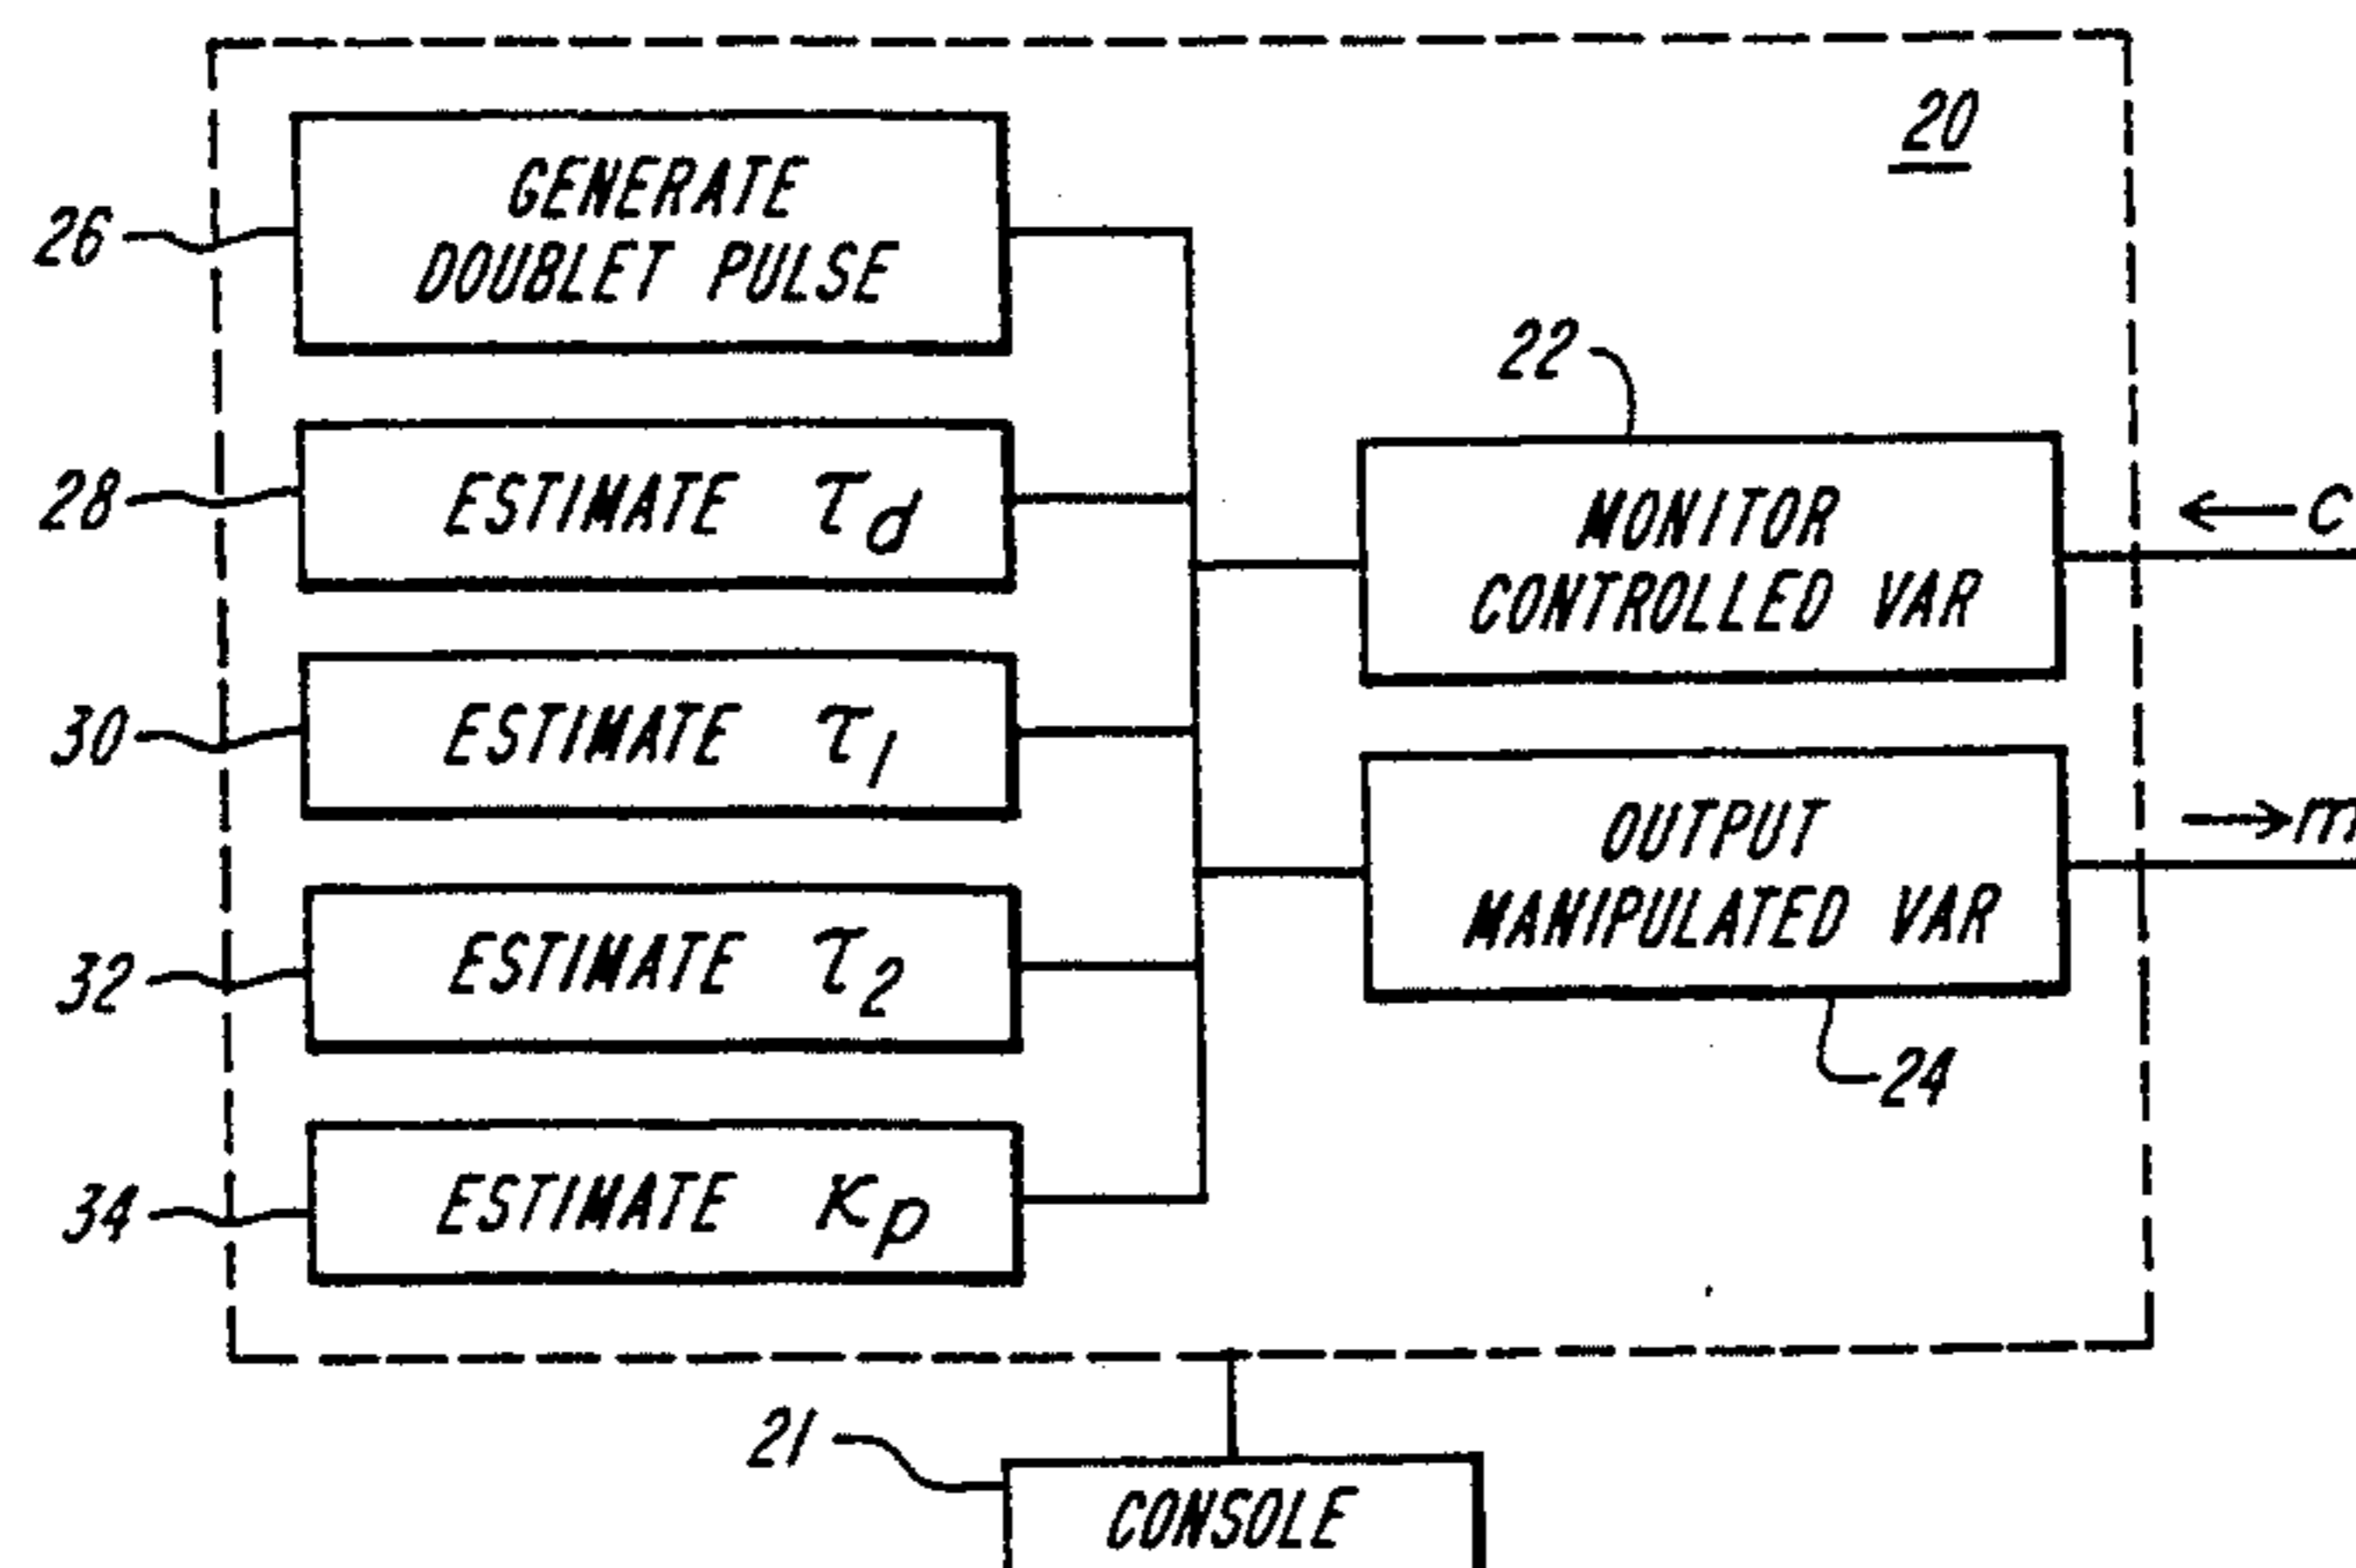 20
26
GENERATE
DOUBLET PULSE
22
28
ESTIMATE τd
MONITOR
CONTROLLED VAR
← C
30
ESTIMATE τ1
OUTPUT
MANIPULATED VAR
→ m
32
ESTIMATE τ2
24
34
ESTIMATE Kp
21
CONSOLE